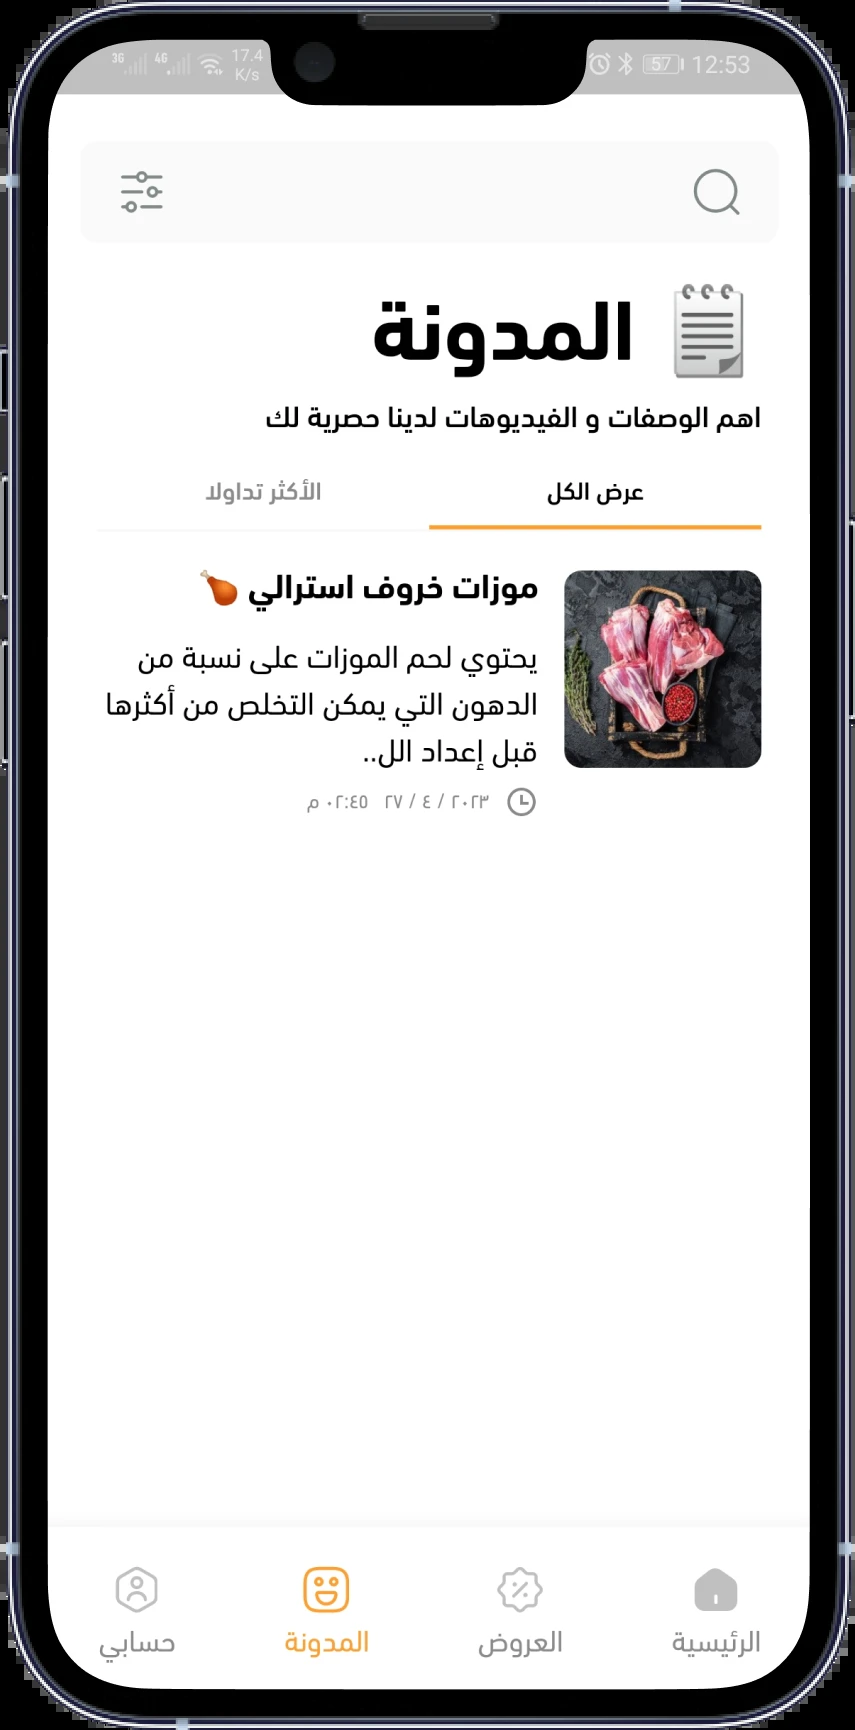 3G 4G 17.4 K/s 57 12:53
المدونة
اهم الوصفات و الفيديوهات لدينا حصرية لك
عرض الكل
الأكثر تداولا
موزات خروف استرالي 🍗
يحتوي لحم الموزات على نسبة من
الدهون التي يمكن التخلص من أكثرها
قبل إعداد الل..
٢٠٢٣ / ٤ / ٢٧ ٠٢:٤٥ م
الرئيسية
العروض
المدونة
حسابي